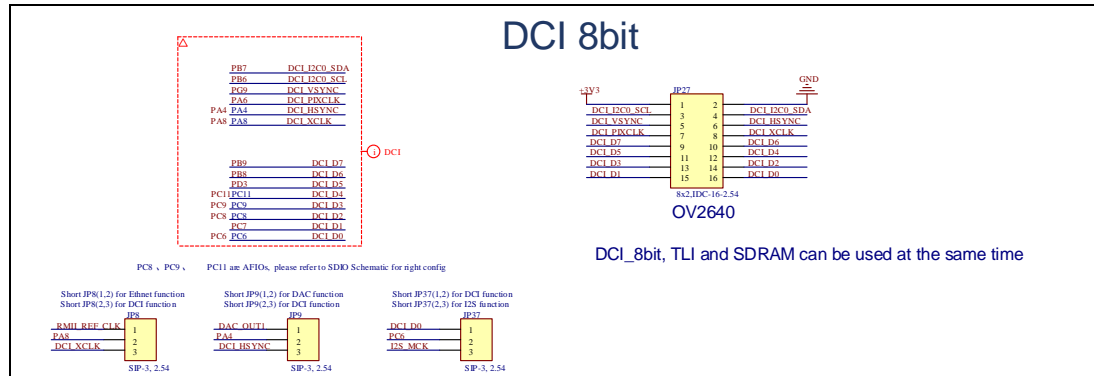 DCI 8bit
PB7 DCI_I2C0_SDA
PB6 DCI_I2C0_SCL
PG9 DCI_VSYNC
PA6 DCI_PIXCLK
PA4 PA4 DCI_HSYNC
PA8 PA8 DCI_XCLK
i DCI
PB9 DCI_D7
PB8 DCI_D6
PD3 DCI_D5
PC11 PC11 DCI_D4
PC9 PC9 DCI_D3
PC8 PC8 DCI_D2
PC7 DCI_D1
PC6 PC6 DCI_D0
PC8 、 PC9 、 PC11 are AFIOs, please refer to SDIO Schematic for right config
+3V3 JP27 GND
1 2
DCI_I2C0_SCL 3 4 DCI_I2C0_SDA
DCI_VSYNC 5 6 DCI_HSYNC
DCI_PIXCLK 7 8 DCI_XCLK
DCI_D7 9 10 DCI_D6
DCI_D5 11 12 DCI_D4
DCI_D3 13 14 DCI_D2
DCI_D1 15 16 DCI_D0
8x2,IDC-16-2.54
OV2640
DCI_8bit, TLI and SDRAM can be used at the same time
Short JP8(1,2) for Ethnet function
Short JP8(2,3) for DCI function
JP8
RMII_REF_CLK 1
PA8 2
DCI_XCLK 3
SIP-3, 2.54
Short JP9(1,2) for DAC function
Short JP9(2,3) for DCI function
JP9
DAC_OUT1 1
PA4 2
DCI_HSYNC 3
SIP-3, 2.54
Short JP37(1,2) for DCI function
Short JP37(2,3) for I2S function
JP37
DCI_D0 1
PC6 2
I2S_MCK 3
SIP-3, 2.54